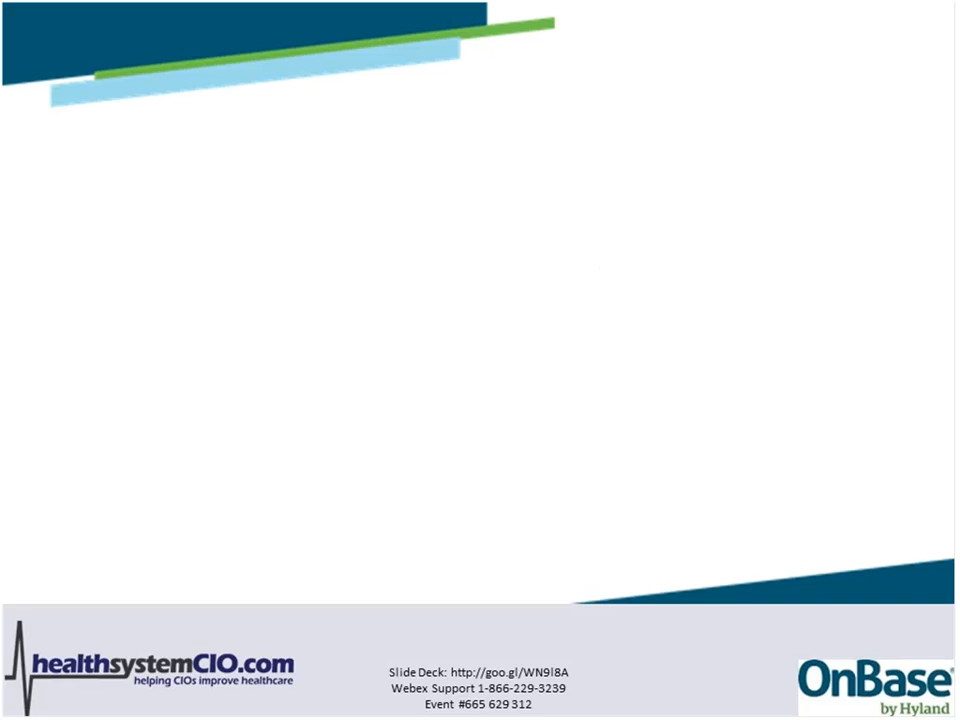 healthsystemCIO.com
helping CIOs improve healthcare
Slide Deck: http://goo.gl/WN9l8A
Webex Support 1-866-229-3239
Event #665 629 312
OnBase®
by Hyland